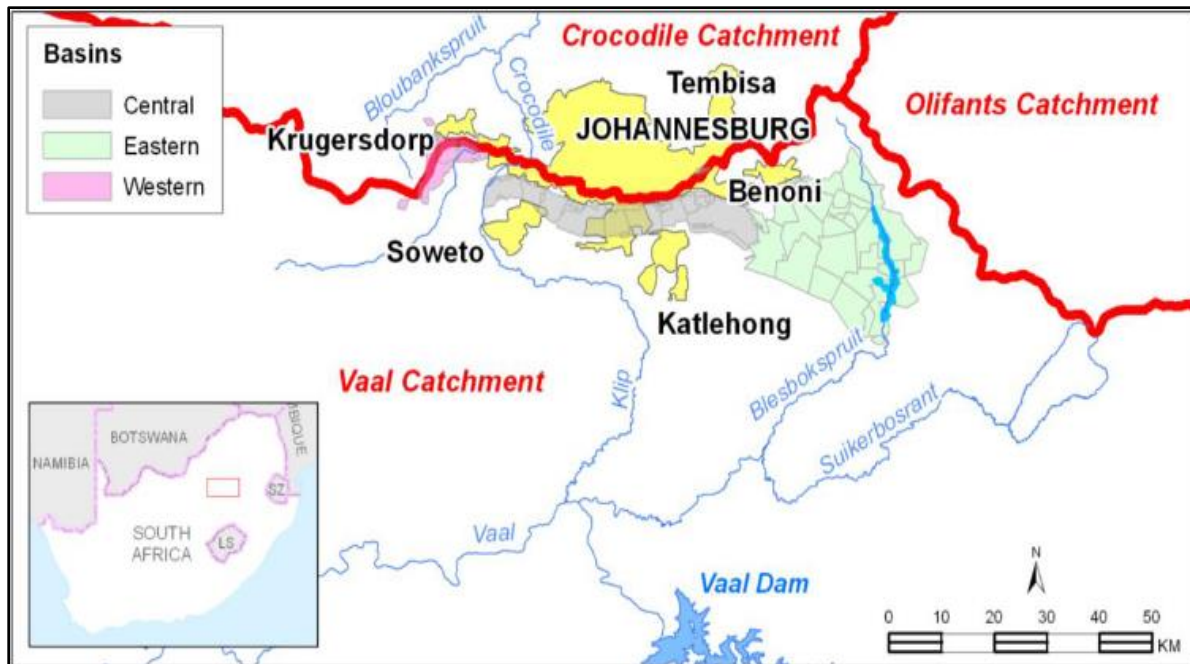 Basins
Central
Eastern
Western
Crocodile Catchment
Bloubankspruit
Crocodile
Tembisa
Olifants Catchment
JOHANNESBURG
Krugersdorp
Benoni
Soweto
Katlehong
Vaal Catchment
Klip
Blesbokspruit
Suikerbosrant
Vaal
Vaal Dam
NAMIBIA
BOTSWANA
MBIQUE
SZ
SOUTH
AFRICA
LS
N
0 10 20 30 40 50
KM